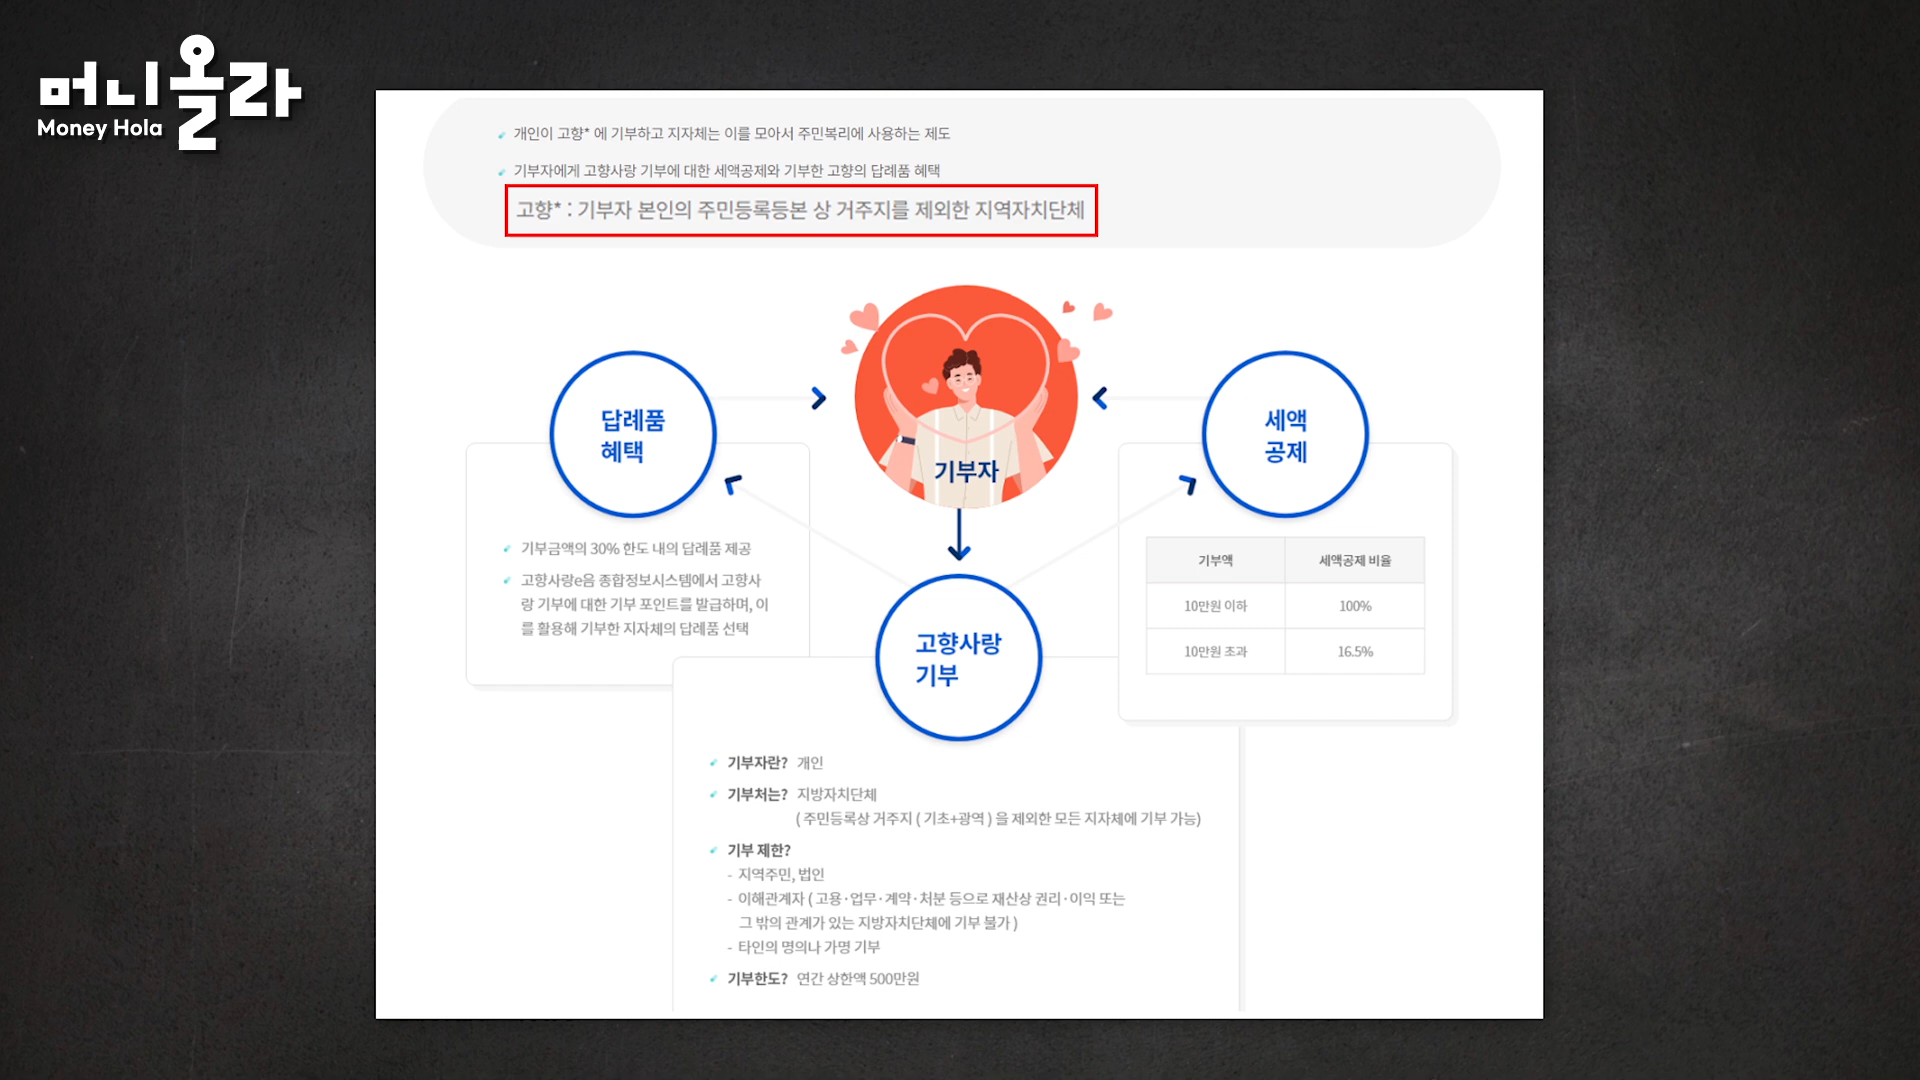 머니올라
Money Hola
개인이 고향* 에 기부하고 지자체는 이를 모아서 주민복리에 사용하는 제도
기부자에게 고향사랑 기부에 대한 세액공제와 기부한 고향의 답례품 혜택
고향* : 기부자 본인의 주민등록등본 상 거주지를 제외한 지역자치단체
기부자
답례품
혜택
기부금액의 30% 한도 내의 답례품 제공
고향사랑e음 종합정보시스템에서 고향사
랑 기부에 대한 기부 포인트를 발급하며, 이
를 활용해 기부한 지자체의 답례품 선택
세액
공제
기부액 세액공제 비율
10만원 이하 100%
10만원 초과 16.5%
고향사랑
기부
기부자란? 개인
기부처는? 지방자치단체
( 주민등록상 거주지 ( 기초+광역 ) 을 제외한 모든 지자체에 기부 가능)
기부 제한?
- 지역주민, 법인
- 이해관계자 ( 고용·업무·계약·처분 등으로 재산상 권리·이익 또는
그 밖의 관계가 있는 지방자치단체에 기부 불가 )
- 타인의 명의나 가명 기부
기부한도? 연간 상한액 500만원